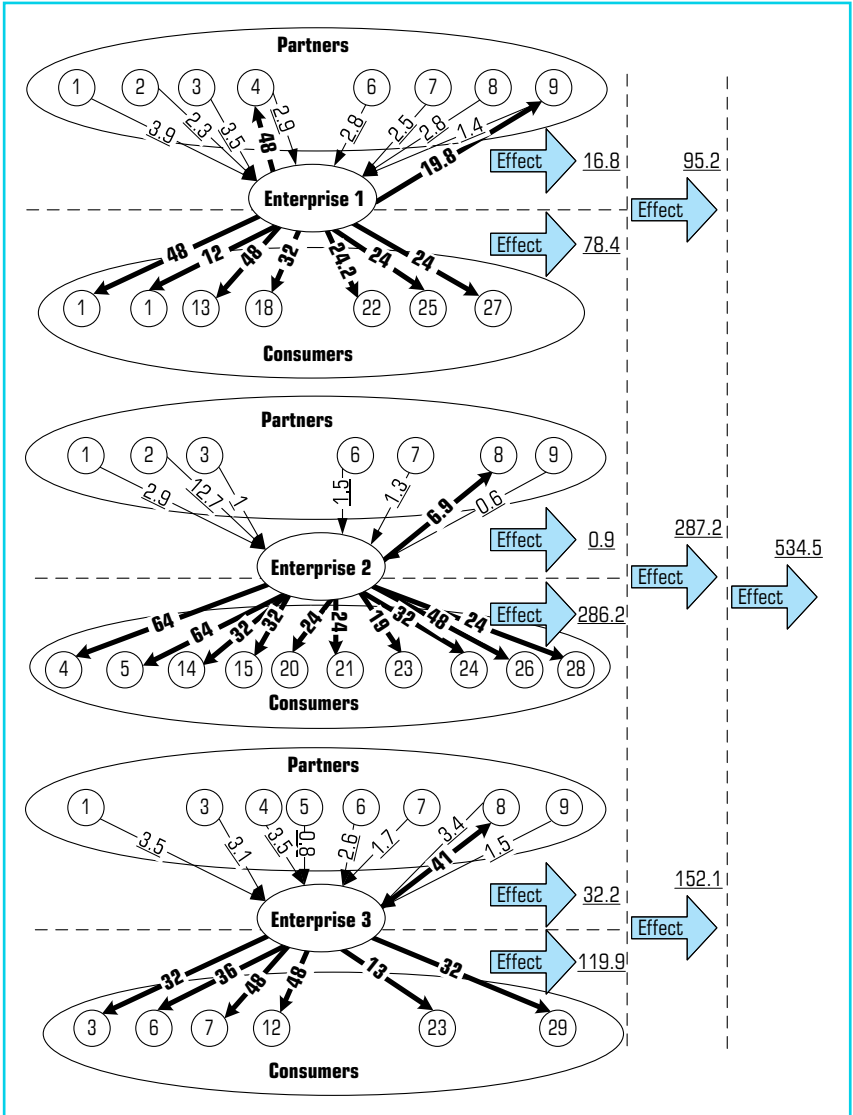 Partners
1 2 3 4 6 7 8 9
3.9 2.3 3.5 48 2.9 2.8 2.5 2.8 1.4 19.8
Effect 16.8 95.2
Enterprise 1 Effect
Effect 78.4
48 12 48 32 24.2 24 24
1 1 13 18 22 25 27
Consumers
Partners
1 2 3 6 7 8 9
2.9 12.7 1 1.5 1.3 6.9 0.6
Effect 0.9 287.2 534.5
Enterprise 2 Effect Effect
Effect 286.2
64 64 32 32 24 24 19 32 48 24
4 5 14 15 20 21 23 24 26 28
Consumers
Partners
1 3 4 5 6 7 8 9
3.5 3.1 3.5 0.8 2.6 1.7 3.4 41 1.5
Effect 32.2 152.1
Enterprise 3 Effect
Effect 119.9
32 36 48 48 13 32
3 6 7 12 23 29
Consumers